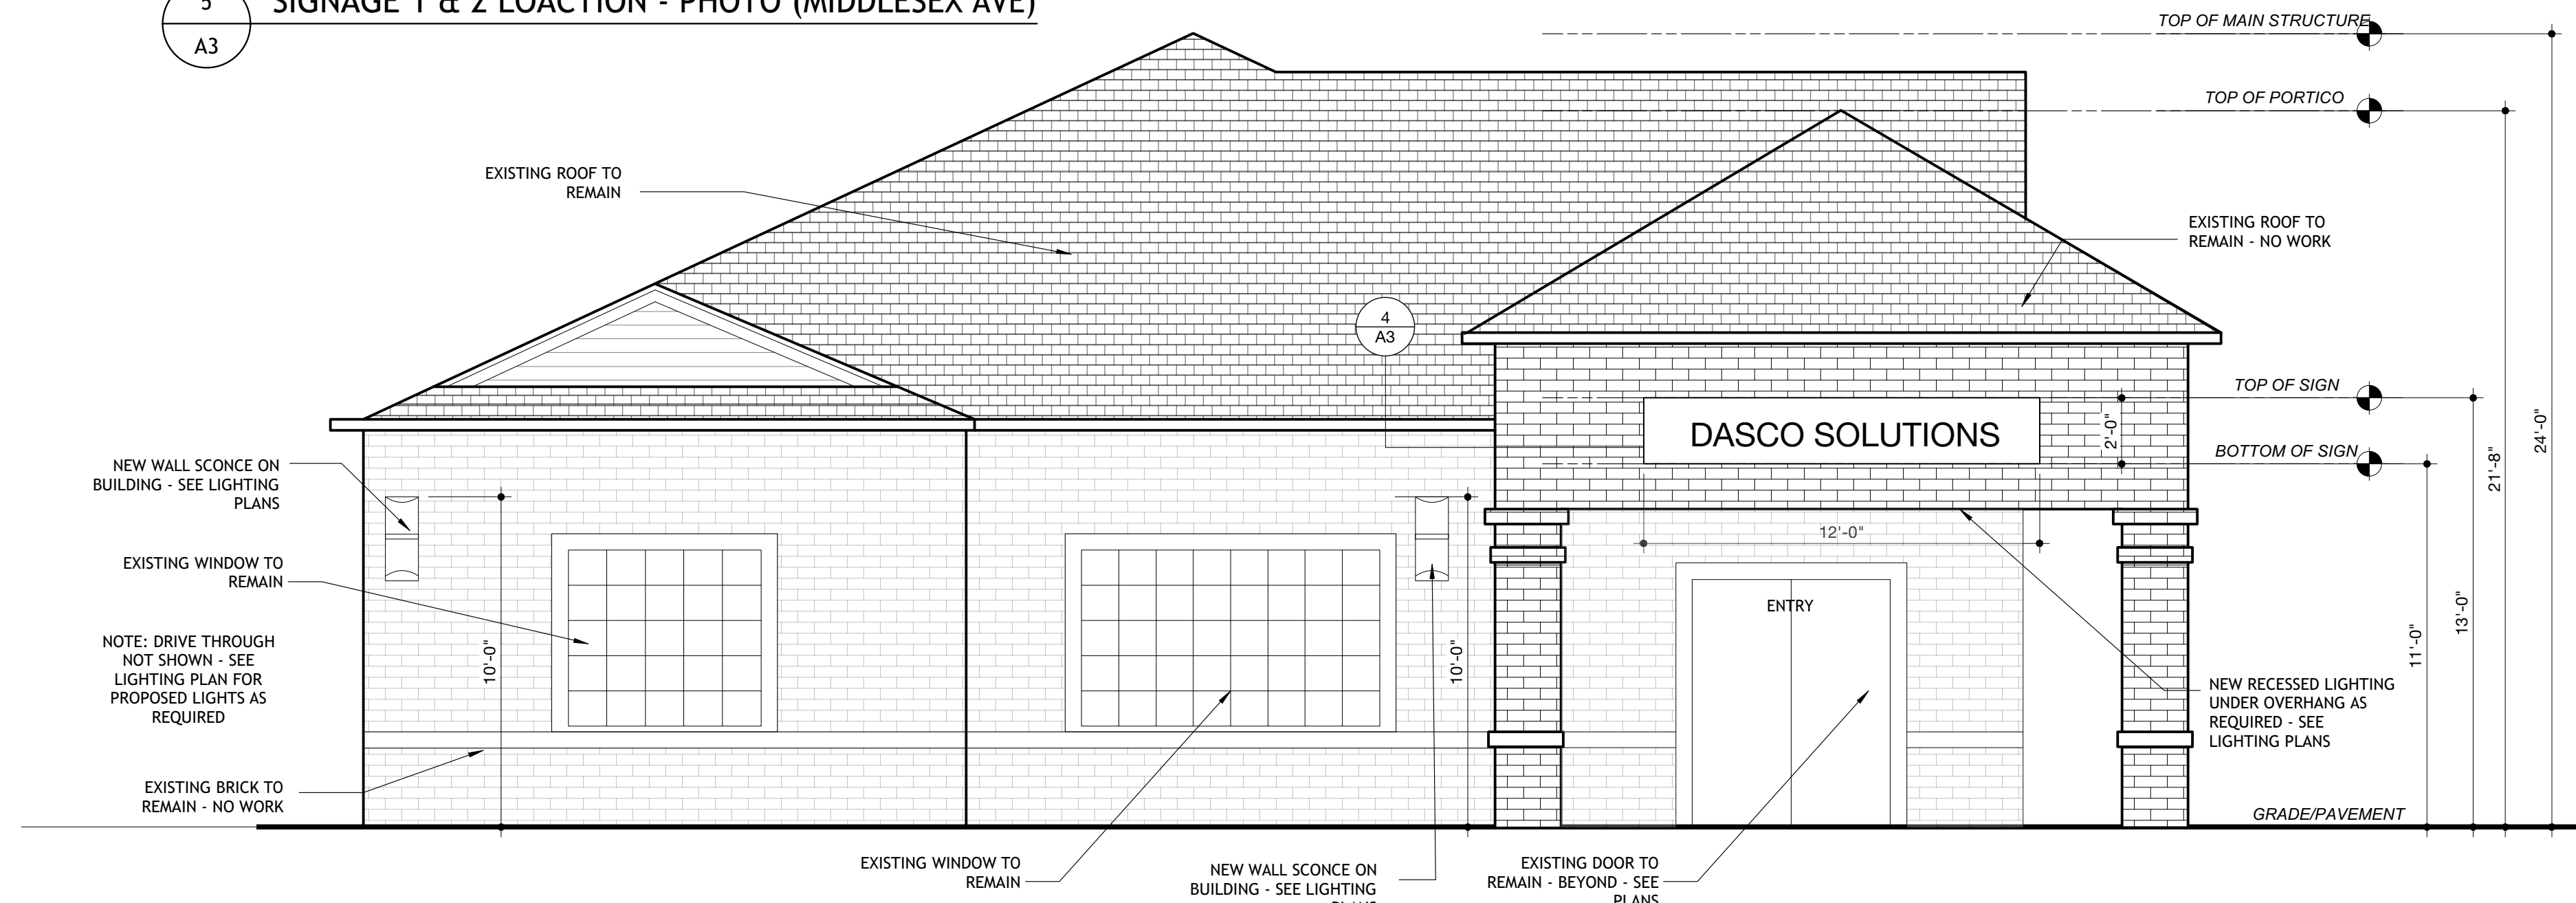 5
A3
SIGNAGE 1 & 2 LOACTION - PHOTO (MIDDLESEX AVE)
TOP OF MAIN STRUCTURE
TOP OF PORTICO
EXISTING ROOF TO
REMAIN
EXISTING ROOF TO
REMAIN - NO WORK
4
A3
TOP OF SIGN
BOTTOM OF SIGN
DASCO SOLUTIONS
2'-0"
12'-0"
24'-0"
21'-8"
13'-0"
11'-0"
NEW WALL SCONCE ON
BUILDING - SEE LIGHTING
PLANS
EXISTING WINDOW TO
REMAIN
NOTE: DRIVE THROUGH
NOT SHOWN - SEE
LIGHTING PLAN FOR
PROPOSED LIGHTS AS
REQUIRED
EXISTING BRICK TO
REMAIN - NO WORK
10'-0"
10'-0"
ENTRY
NEW RECESSED LIGHTING
UNDER OVERHANG AS
REQUIRED - SEE
LIGHTING PLANS
GRADE/PAVEMENT
EXISTING WINDOW TO
REMAIN
NEW WALL SCONCE ON
BUILDING - SEE LIGHTING
PLANS
EXISTING DOOR TO
REMAIN - BEYOND - SEE
PLANS